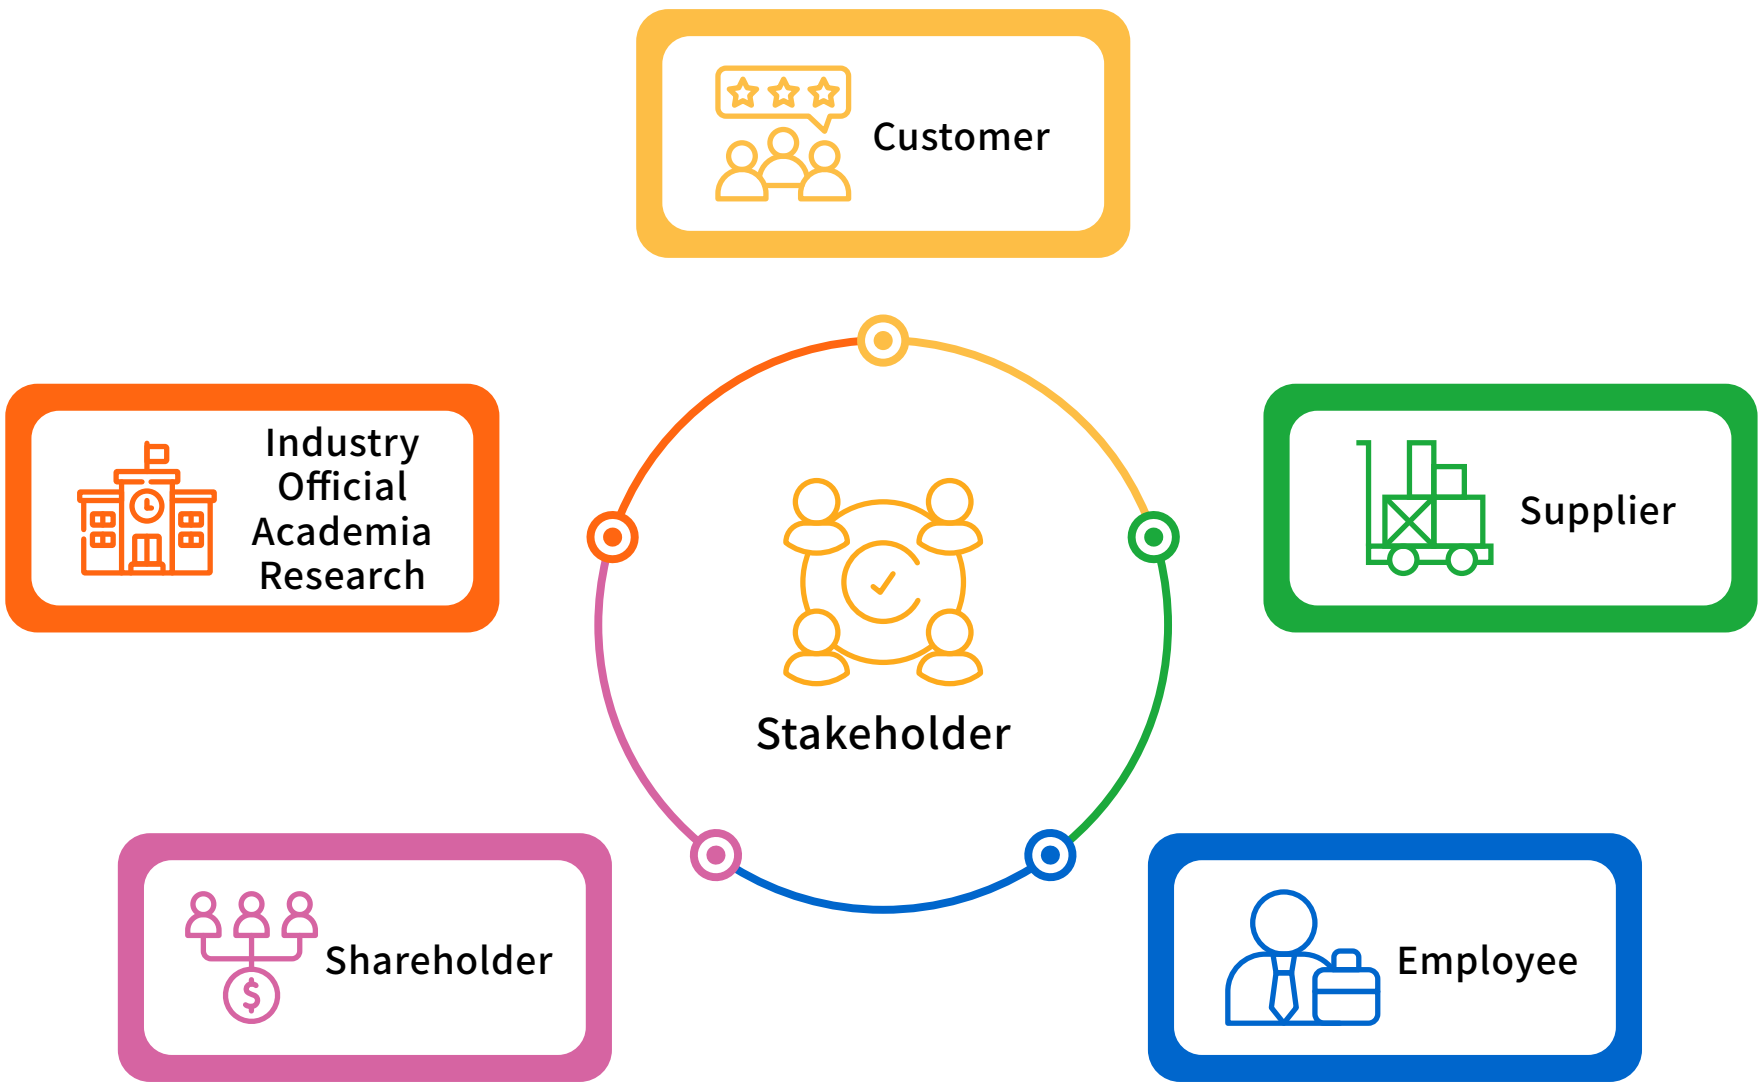 Customer
Industry
Official
Academia
Research
Supplier
Stakeholder
Shareholder
Employee